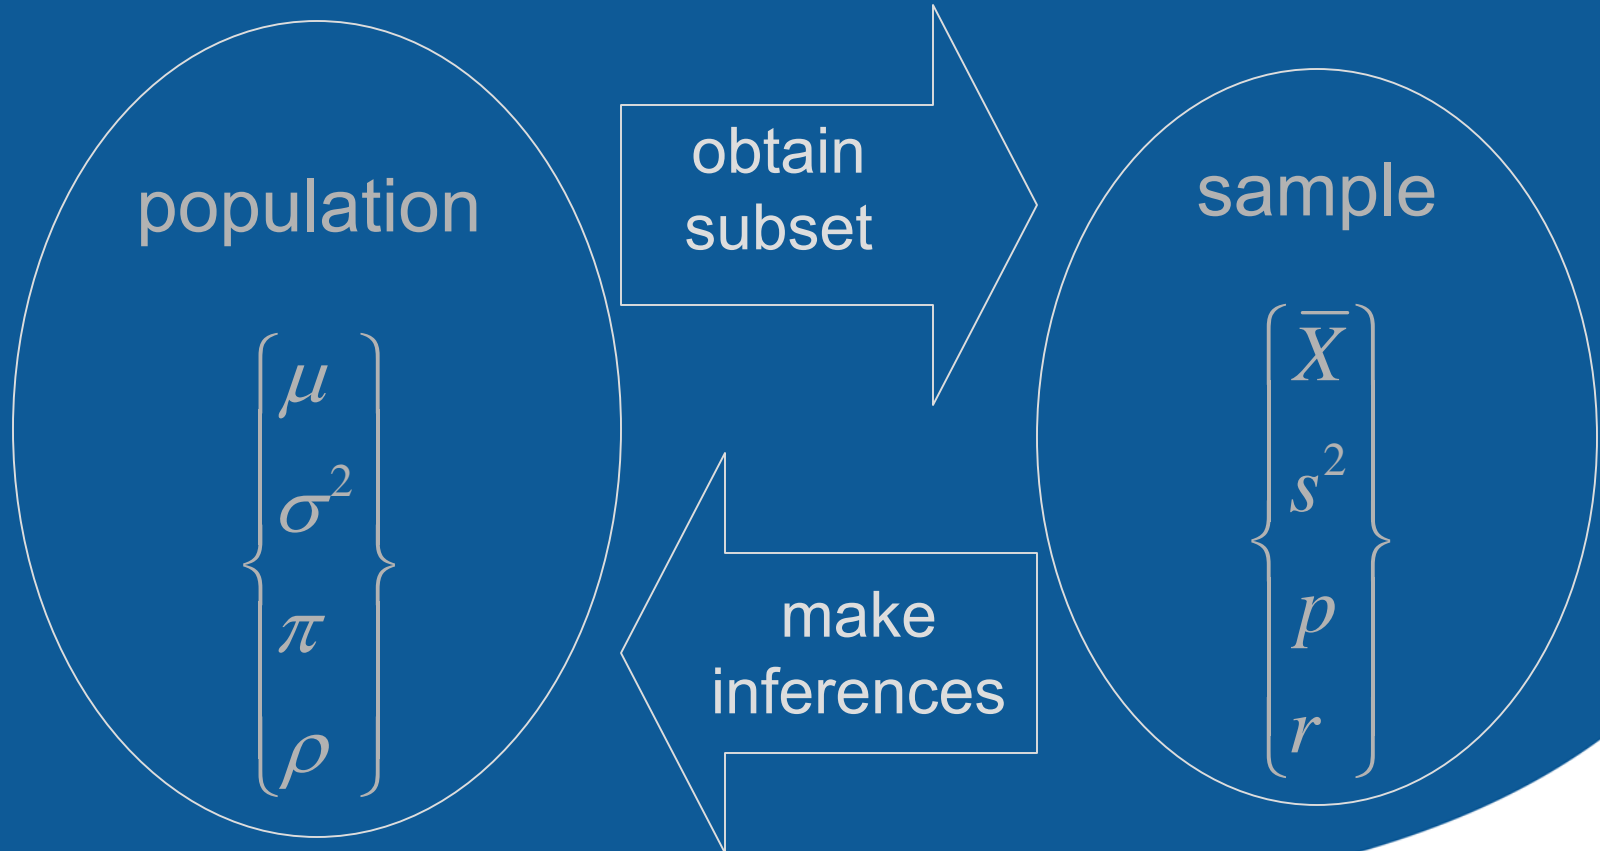 population
μ
σ²
π
ρ
obtain
subset
make
inferences
sample
X̅
s²
p
r